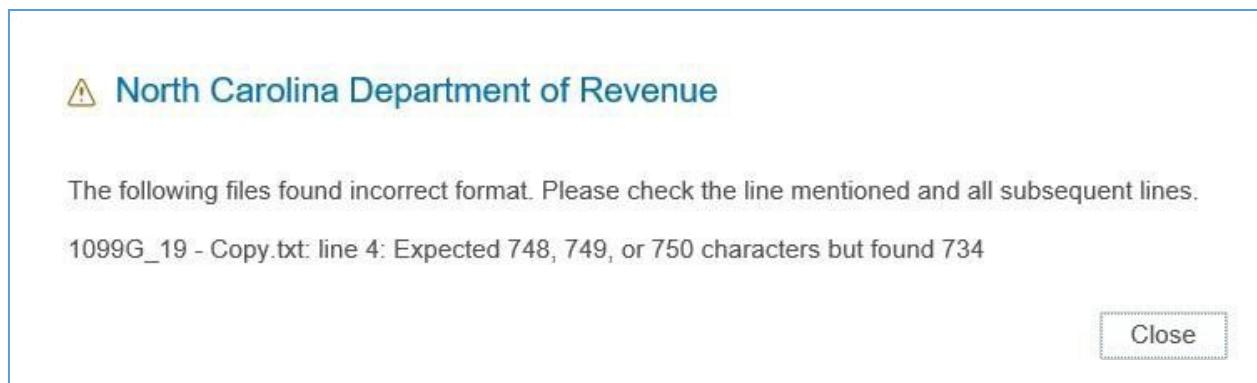 North Carolina Department of Revenue
The following files found incorrect format. Please check the line mentioned and all subsequent lines.
1099G_19 - Copy.txt: line 4: Expected 748, 749, or 750 characters but found 734
Close